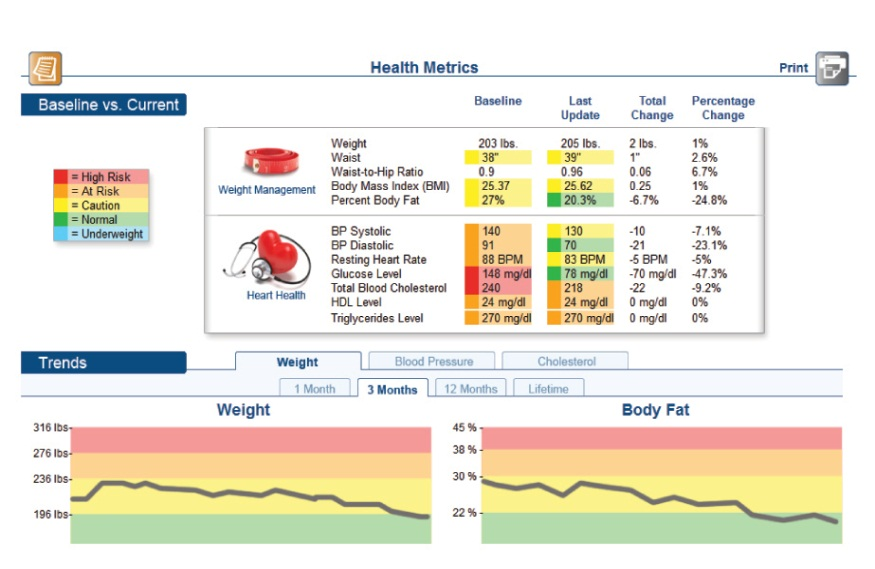 Health Metrics
Print
Baseline vs. Current
Baseline Last Update Total Change Percentage Change
= High Risk
= At Risk
= Caution
= Normal
= Underweight
Weight Management
Weight 203 lbs. 205 lbs. 2 lbs. 1%
Waist 38" 39" 1" 2.6%
Waist-to-Hip Ratio 0.9 0.96 0.06 6.7%
Body Mass Index (BMI) 25.37 25.62 0.25 1%
Percent Body Fat 27% 20.3% -6.7% -24.8%
Heart Health
BP Systolic 140 130 -10 -7.1%
BP Diastolic 91 70 -21 -23.1%
Resting Heart Rate 88 BPM 83 BPM -5 BPM -5%
Glucose Level 148 mg/dl 78 mg/dl -70 mg/dl -47.3%
Total Blood Cholesterol 240 218 -22 -9.2%
HDL Level 24 mg/dl 24 mg/dl 0 mg/dl 0%
Triglycerides Level 270 mg/dl 270 mg/dl 0 mg/dl 0%
Trends
Weight Blood Pressure Cholesterol
1 Month 3 Months 12 Months Lifetime
Weight
316 lbs
276 lbs
236 lbs
196 lbs
Body Fat
45 %
38 %
30 %
22 %